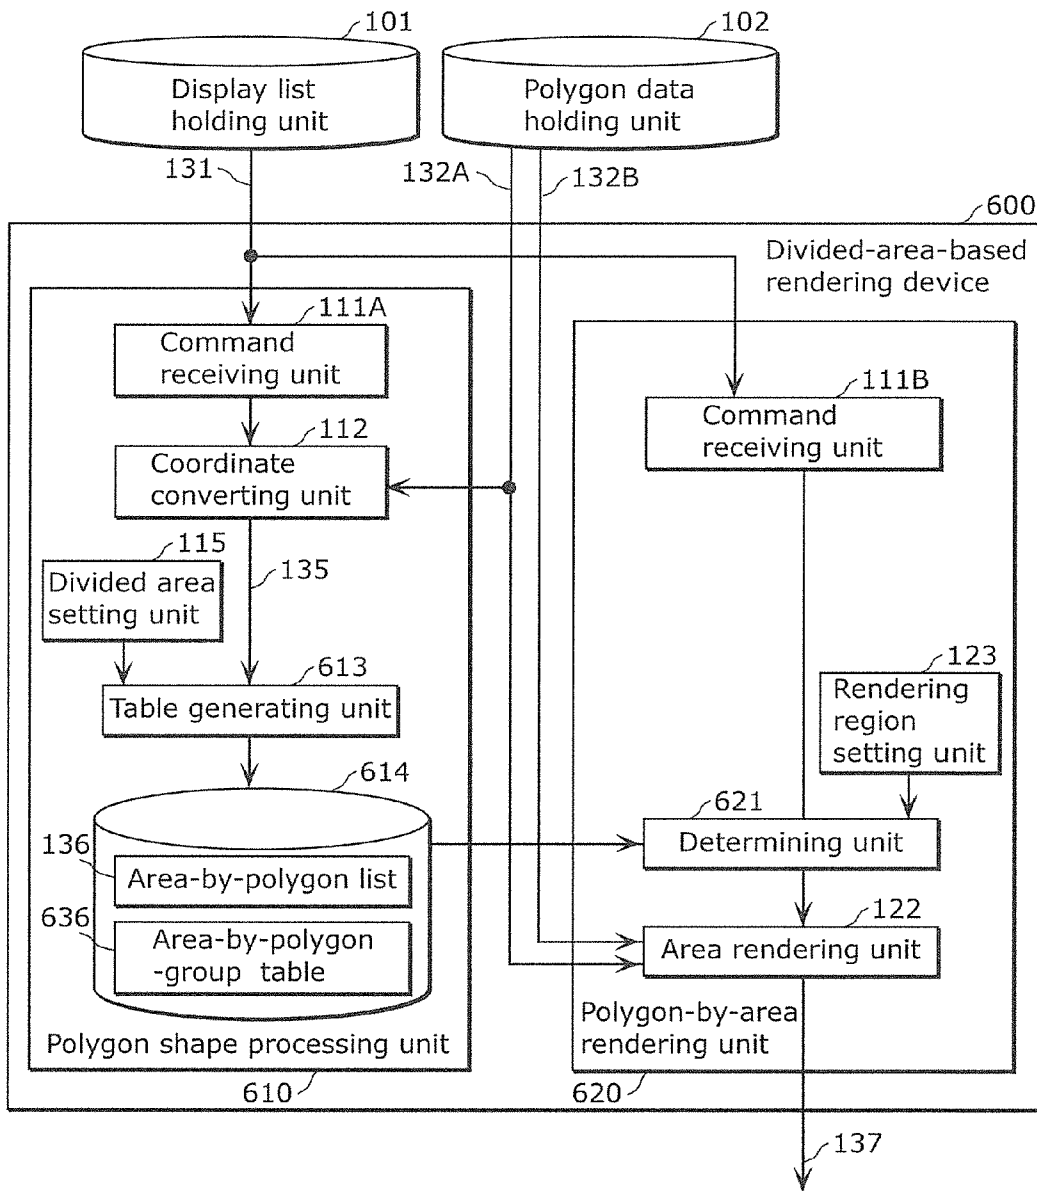 101
102
Display list
holding unit
Polygon data
holding unit
131
132A
132B
600
Divided-area-based
rendering device
111A
Command
receiving unit
111B
Command
receiving unit
112
Coordinate
converting unit
115
Divided area
setting unit
135
613
Table generating unit
123
Rendering
region
setting unit
614
621
Determining unit
136
Area-by-polygon list
636
Area-by-polygon
-group table
122
Area rendering unit
Polygon shape processing unit
Polygon-by-area
rendering unit
610
620
137